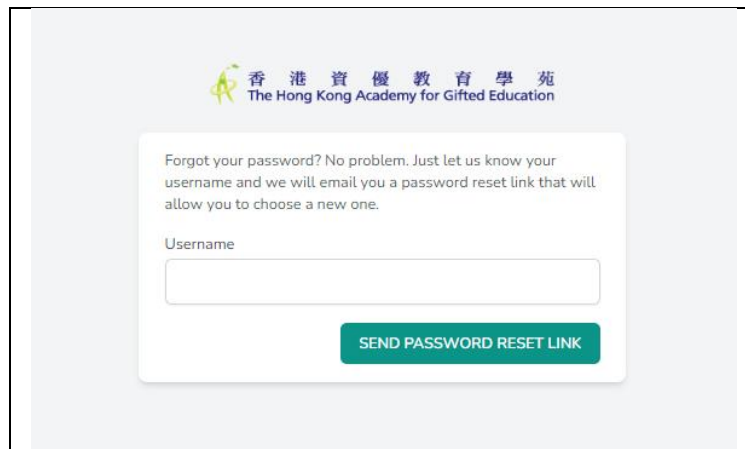 香港資優教育學苑
The Hong Kong Academy for Gifted Education
Forgot your password? No problem. Just let us know your
username and we will email you a password reset link that will
allow you to choose a new one.
Username
SEND PASSWORD RESET LINK